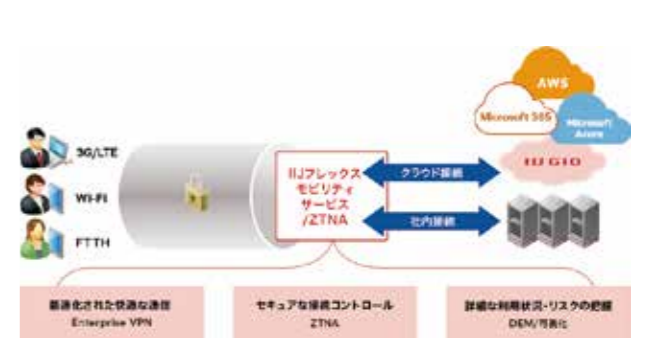 AWS
Microsoft 365
Microsoft
Azure
IIJ GIO
3G/LTE
Wi-Fi
FTTH
IIJフレックス
モビリティ
サービス
/ZTNA
クラウド接続
社内接続
最適化された快適な通信
Enterprise VPN
セキュアな接続コントロール
ZTNA
詳細な利用状況・リスクの把握
DEM/可視化